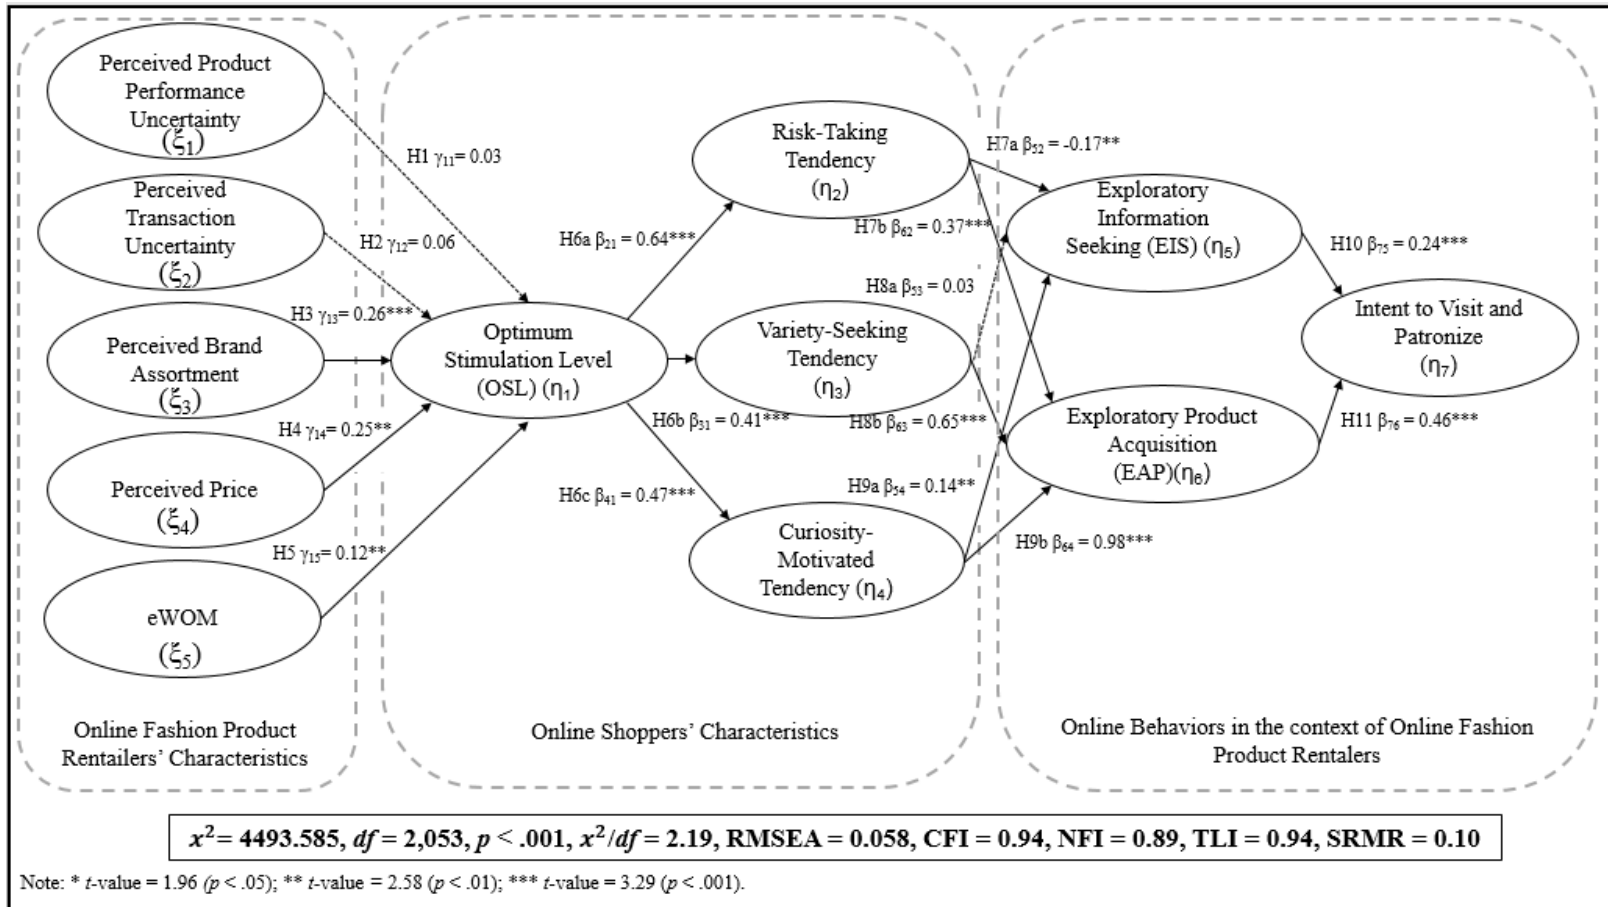 Perceived Product
Performance
Uncertainty
(ξ₁)
Perceived
Transaction
Uncertainty
(ξ₂)
Perceived Brand
Assortment
(ξ₃)
Perceived Price
(ξ₄)
eWOM
(ξ₅)
Online Fashion Product
Rentailers’ Characteristics
H1 γ₁₁= 0.03
H2 γ₁₂= 0.06
H3 γ₁₃= 0.26***
H4 γ₁₄= 0.25**
H5 γ₁₅= 0.12**
Optimum
Stimulation Level
(OSL) (η₁)
H6a β₂₁ = 0.64***
H6b β₃₁ = 0.41***
H6c β₄₁ = 0.47***
Risk-Taking
Tendency
(η₂)
Variety-Seeking
Tendency
(η₃)
Curiosity-
Motivated
Tendency (η₄)
Online Shoppers’ Characteristics
H7a β₅₂ = -0.17**
H7b β₆₂ = 0.37***
H8a β₅₃ = 0.03
H8b β₆₃ = 0.65***
H9a β₅₄ = 0.14**
H9b β₆₄ = 0.98***
Exploratory
Information
Seeking (EIS) (η₅)
Exploratory Product
Acquisition
(EAP)(η₆)
H10 β₇₅ = 0.24***
H11 β₇₆ = 0.46***
Intent to Visit and
Patronize
(η₇)
Online Behaviors in the context of Online Fashion
Product Rentalers
x²= 4493.585, df = 2,053, p < .001, x²/df = 2.19, RMSEA = 0.058, CFI = 0.94, NFI = 0.89, TLI = 0.94, SRMR = 0.10
Note: * t-value = 1.96 (p < .05); ** t-value = 2.58 (p < .01); *** t-value = 3.29 (p < .001).